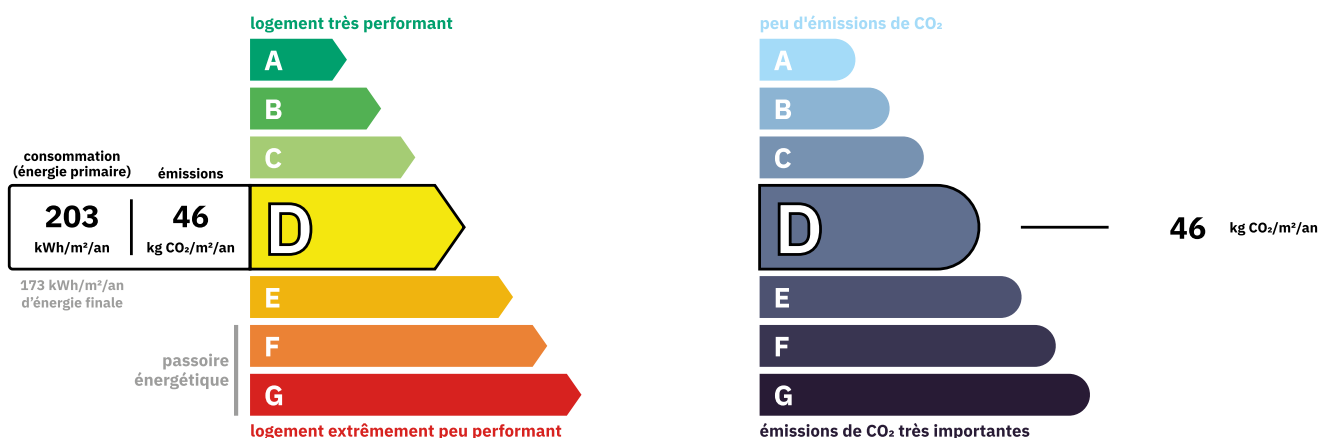 logement très performant
A
B
C
consommation
(énergie primaire)
émissions
203
kWh/m²/an
46
kg CO₂/m²/an
D
173 kWh/m²/an
d'énergie finale
E
F
G
passoire
énergétique
logement extrêmement peu performant
peu d'émissions de CO₂
A
B
C
D
46 kg CO₂/m²/an
E
F
G
émissions de CO₂ très importantes